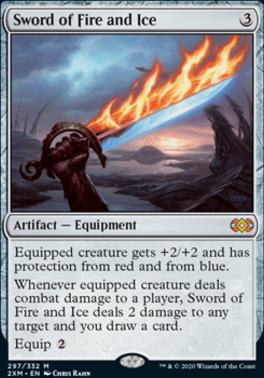 Sword of Fire and Ice 3
Artifact — Equipment
Equipped creature gets +2/+2 and has
protection from red and from blue.
Whenever equipped creature deals
combat damage to a player, Sword of
Fire and Ice deals 2 damage to any
target and you draw a card.
Equip 2
297/332 M
2XM • EN Chris Rahn
™ & © 2020 Wizards of the Coast